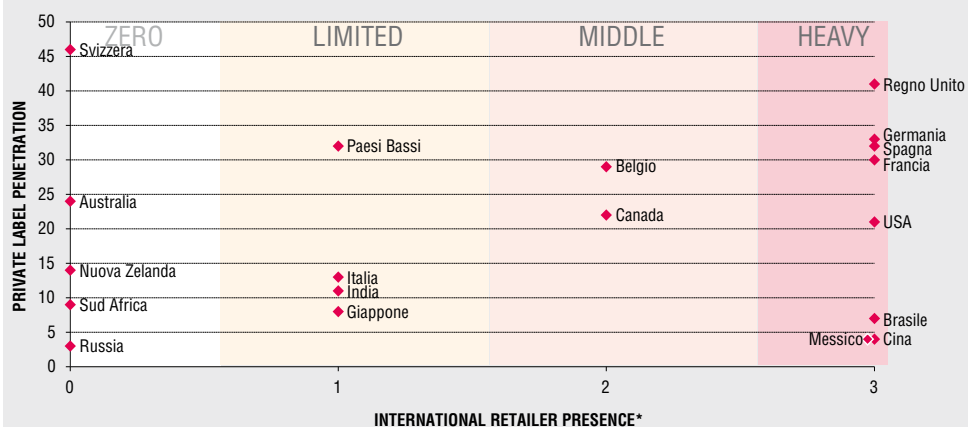 ZERO LIMITED MIDDLE HEAVY
PRIVATE LABEL PENETRATION
50
45
40
35
30
25
20
15
10
5
0
Svizzera
Regno Unito
Germania
Paesi Bassi
Spagna
Francia
Belgio
Australia
Canada
USA
Nuova Zelanda
Italia
India
Sud Africa
Giappone
Brasile
Russia
Messico Cina
0 1 2 3
INTERNATIONAL RETAILER PRESENCE*